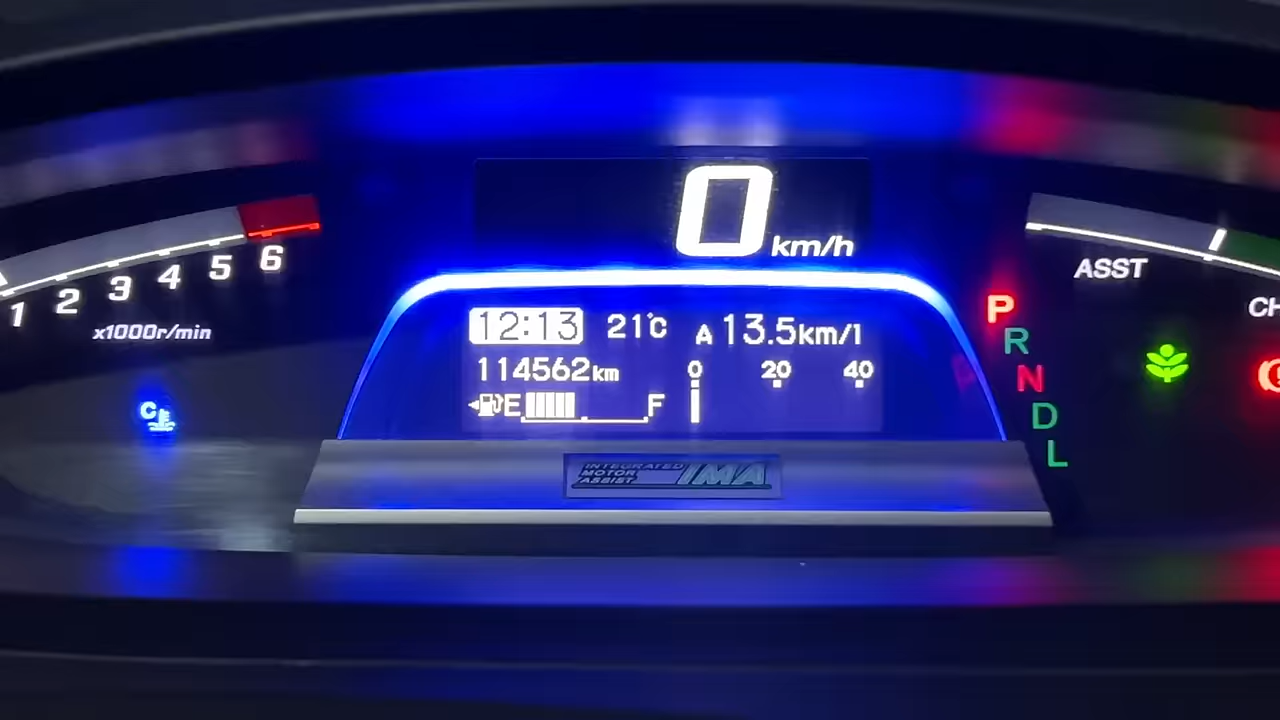 0 km/h
1 2 3 4 5 6
x1000r/min
ASST
12:13 21°C A 13.5km/l
114562km
0 20 40
E F
P
R
N
D
L
INTEGRATED
MOTOR
ASSIST
IMA